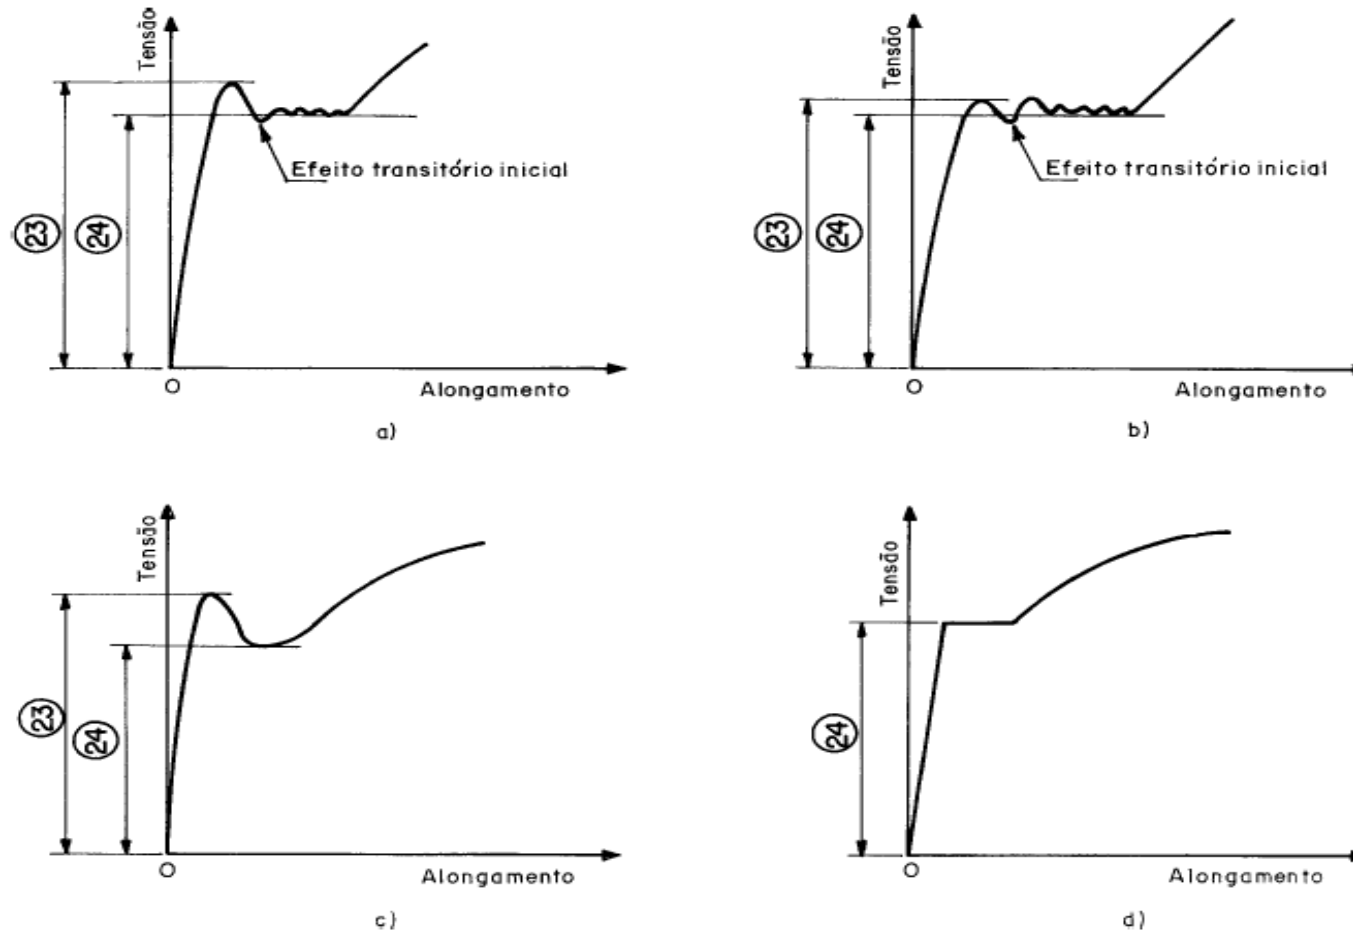 Tensão
23
24
Efeito transitório inicial
O
Alongamento
a)
Tensão
23
24
Efeito transitório inicial
O
Alongamento
b)
Tensão
23
24
O
Alongamento
c)
Tensão
24
O
Alongamento
d)